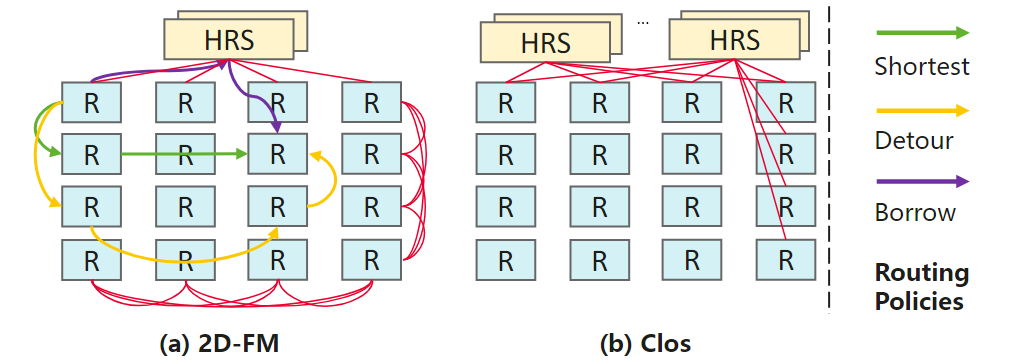 HRS
R R R R
R R R R
R R R R
R R R R
(a) 2D-FM
HRS ... HRS
R R R R
R R R R
R R R R
R R R R
(b) Clos
Shortest
Detour
Borrow
Routing
Policies